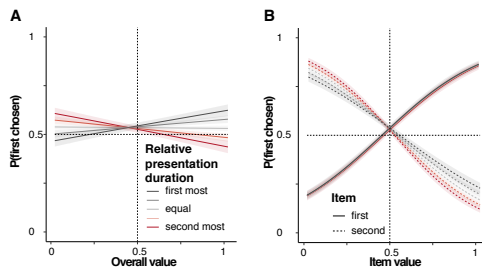 A
P(first chosen)
1
0.5
0
0
0.5
1
Overall value
Relative
presentation
duration
first most
equal
second most
B
P(first chosen)
1
0.5
0
0
0.5
1
Item value
Item
first
second